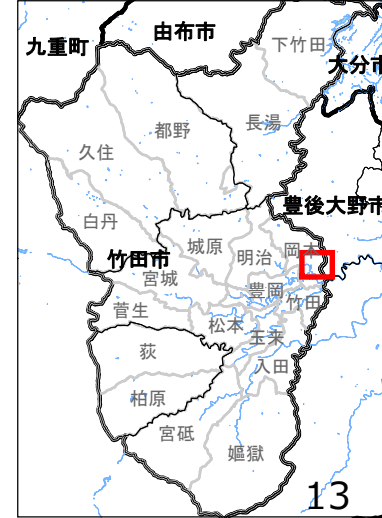 由布市
下竹田
九重町
大分市
長湯
都野
久住
豊後大野市
白丹
城原
岡本
明治
竹田市
宮城
豊岡
竹田
菅生
松本
玉来
荻
入田
柏原
宮砥
嫗獄
13